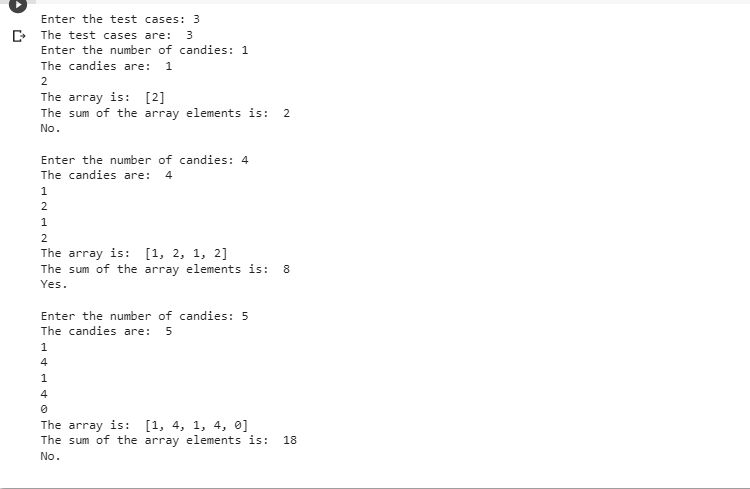 Enter the test cases: 3
The test cases are:  3
Enter the number of candies: 1
The candies are:  1
2
The array is:  [2]
The sum of the array elements is:  2
No.
Enter the number of candies: 4
The candies are:  4
1
2
1
2
The array is:  [1, 2, 1, 2]
The sum of the array elements is:  8
Yes.
Enter the number of candies: 5
The candies are:  5
1
4
1
4
0
The array is:  [1, 4, 1, 4, 0]
The sum of the array elements is:  18
No.